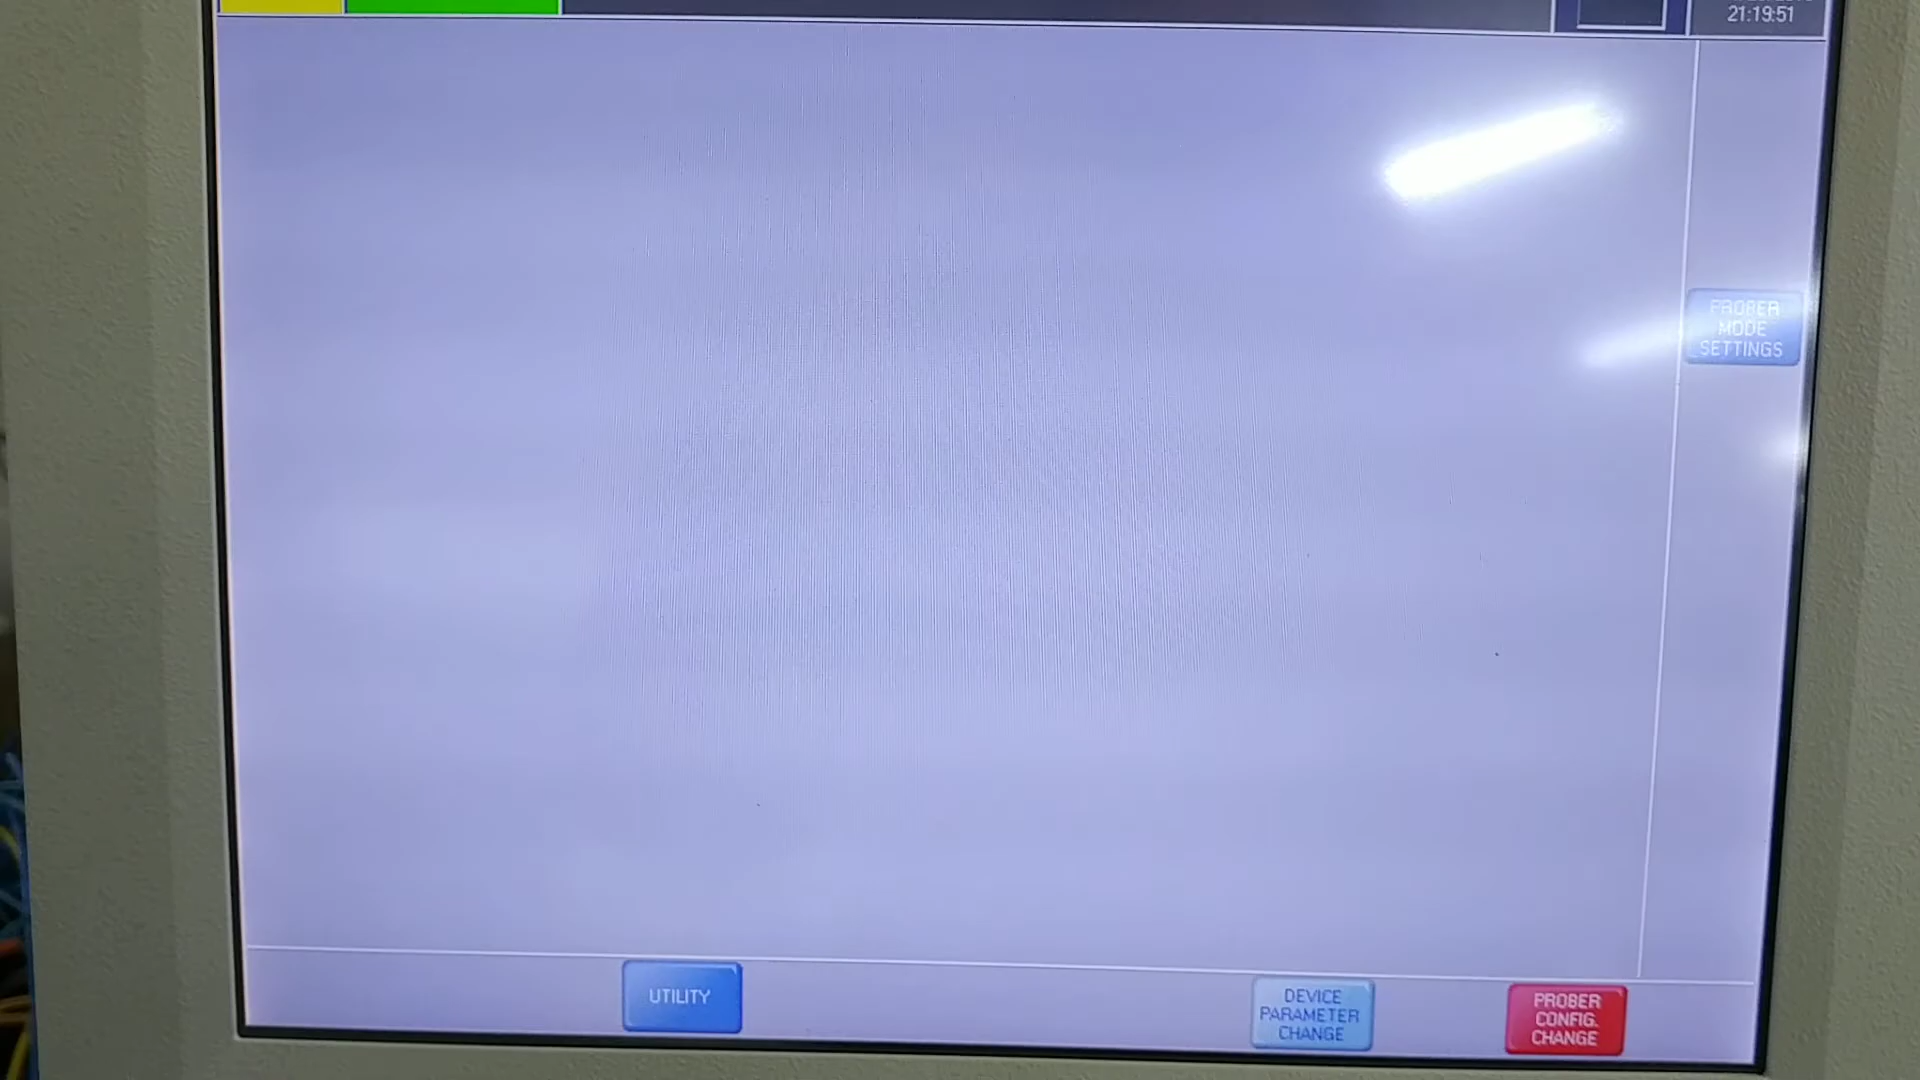 21:19:51
PROBER
MODE
SETTINGS
UTILITY
DEVICE
PARAMETER
CHANGE
PROBER
CONFIG.
CHANGE